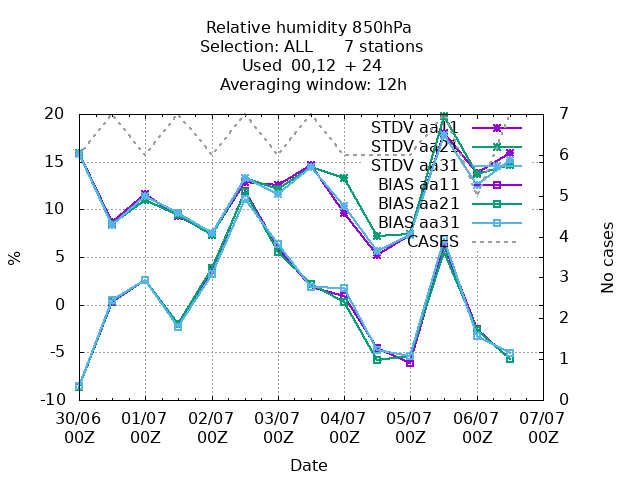 Relative humidity 850hPa
Selection: ALL 7 stations
Used 00,12 + 24
Averaging window: 12h
20
15
10
5
0
-5
-10
%
7
6
5
4
3
2
1
0
No cases
STDV aa11
STDV aa21
STDV aa31
BIAS aa11
BIAS aa21
BIAS aa31
CASES
30/06 01/07 02/07 03/07 04/07 05/07 06/07 07/07
00Z 00Z 00Z 00Z 00Z 00Z 00Z 00Z
Date